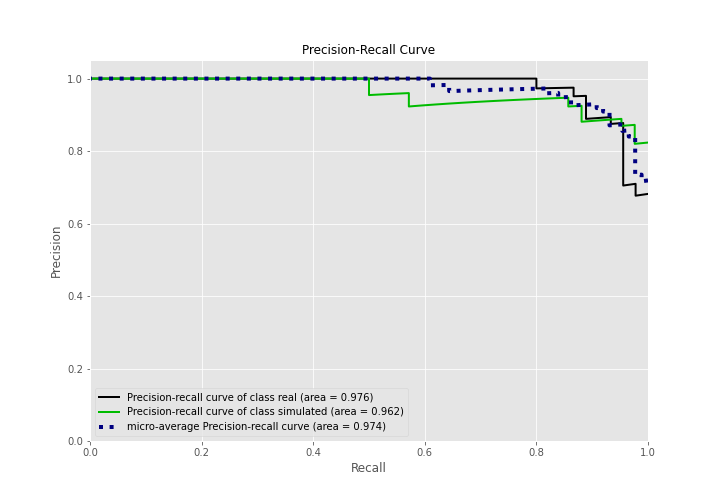 Precision-Recall Curve
1.0
0.8
0.6
0.4
0.2
0.0
Precision
Precision-recall curve of class real (area = 0.976)
Precision-recall curve of class simulated (area = 0.962)
micro-average Precision-recall curve (area = 0.974)
0.0 0.2 0.4 0.6 0.8 1.0
Recall